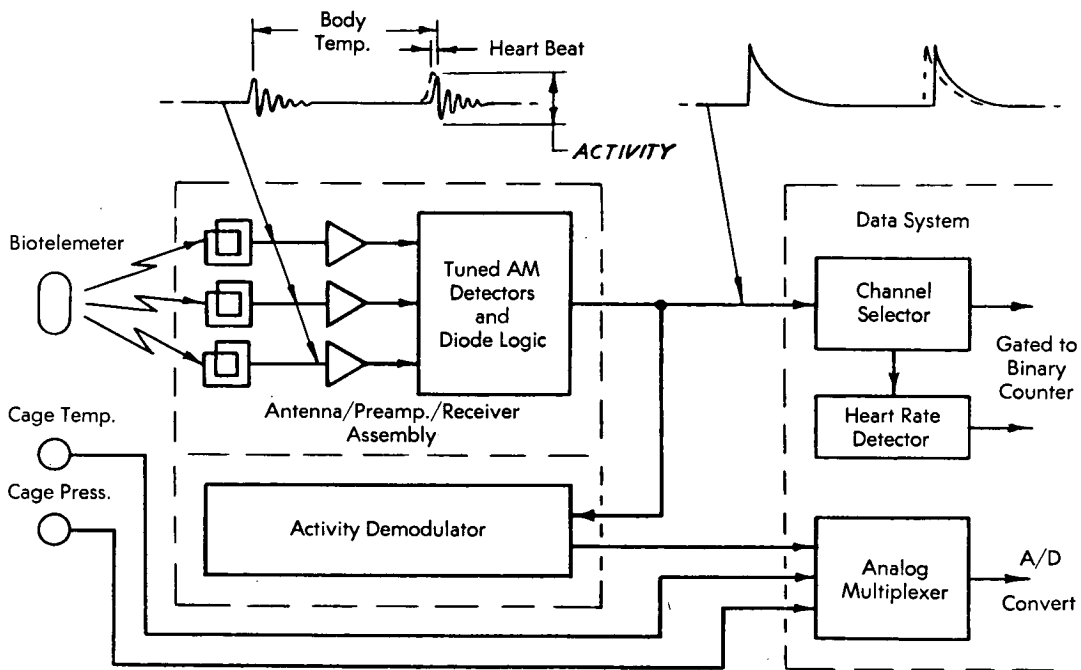 Body
Temp.
Heart Beat
ACTIVITY
Biotelemeter
Tuned AM
Detectors
and
Diode Logic
Antenna/Preamp./Receiver
Assembly
Data System
Channel
Selector
Gated to
Binary
Counter
Heart Rate
Detector
Cage Temp.
Cage Press.
Activity Demodulator
Analog
Multiplexer
A/D
Convert